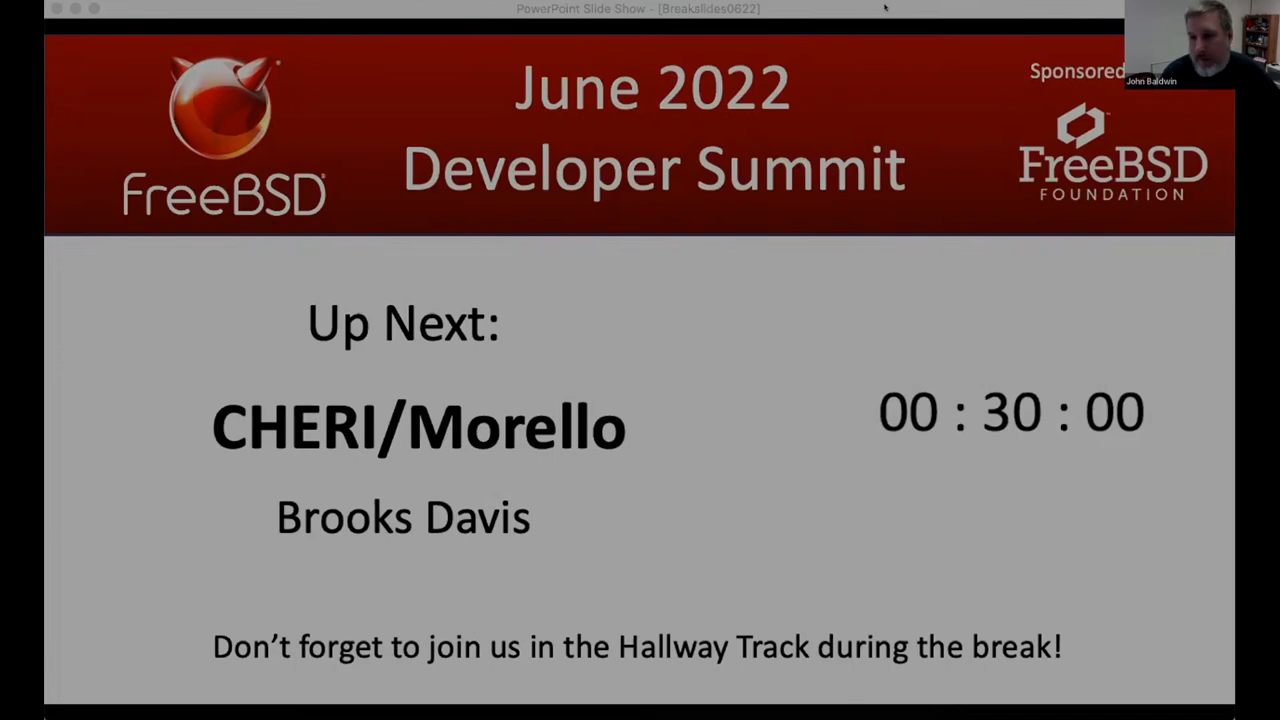 PowerPoint Slide Show - [Breakslides0622]
John Baldwin
June 2022
Developer Summit
FreeBSD
Sponsored
FreeBSD
FOUNDATION
Up Next:
CHERI/Morello
Brooks Davis
00 : 30 : 00
Don't forget to join us in the Hallway Track during the break!